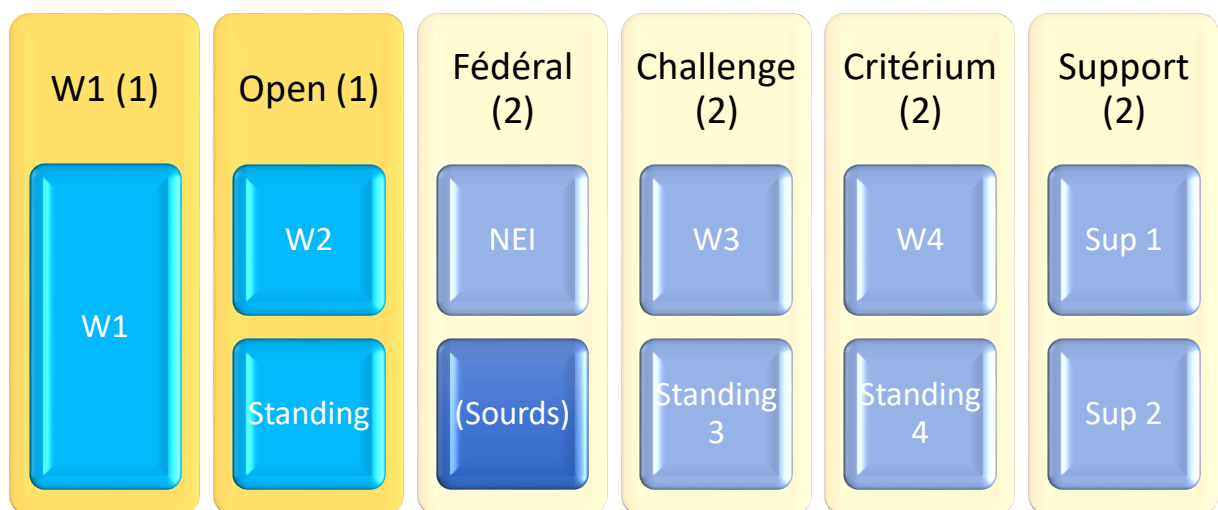 W1 (1)
W1
Open (1)
W2
Standing
Fédéral
(2)
NEI
(Sourds)
Challenge
(2)
W3
Standing
3
Critérium
(2)
W4
Standing
4
Support
(2)
Sup 1
Sup 2